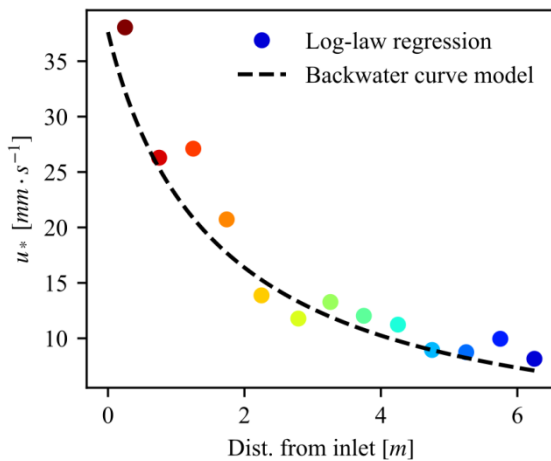 Log-law regression
Backwater curve model
u* [mm · s⁻¹]
35
30
25
20
15
10
0
2
4
6
Dist. from inlet [m]